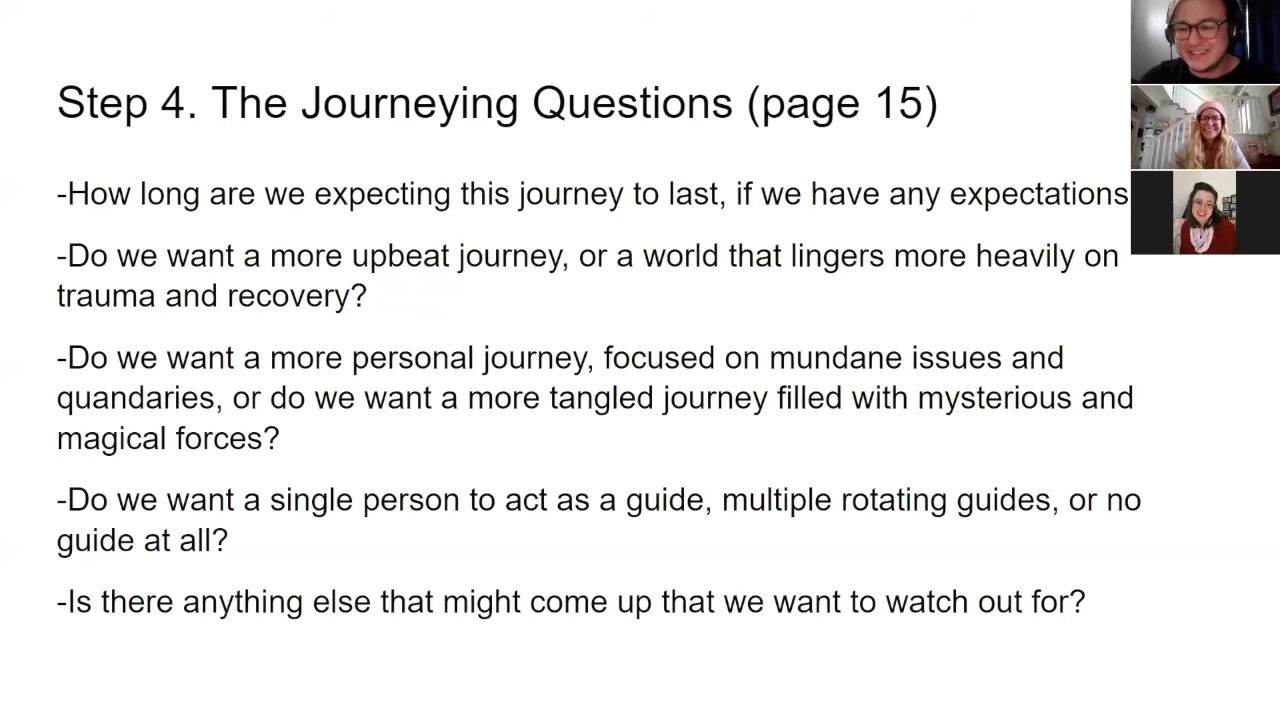 Step 4. The Journeying Questions (page 15)
-How long are we expecting this journey to last, if we have any expectations
-Do we want a more upbeat journey, or a world that lingers more heavily on
trauma and recovery?
-Do we want a more personal journey, focused on mundane issues and
quandaries, or do we want a more tangled journey filled with mysterious and
magical forces?
-Do we want a single person to act as a guide, multiple rotating guides, or no
guide at all?
-Is there anything else that might come up that we want to watch out for?